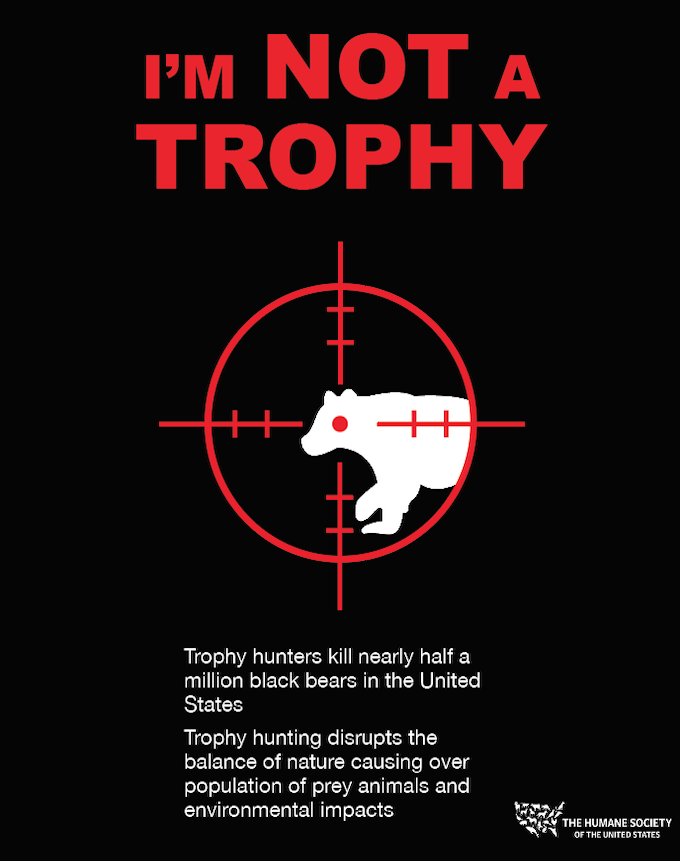 I'M NOT A
TROPHY
Trophy hunters kill nearly half a
million black bears in the United
States
Trophy hunting disrupts the
balance of nature causing over
population of prey animals and
environmental impacts
THE HUMANE SOCIETY
OF THE UNITED STATES